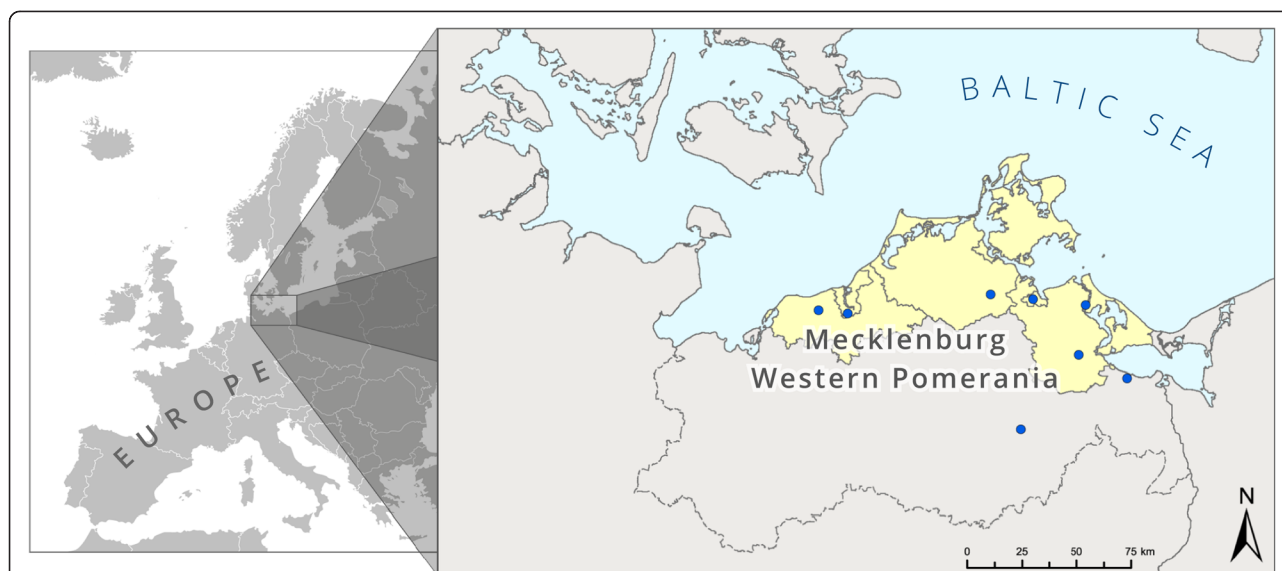 EUROPE
BALTIC SEA
Mecklenburg
Western Pomerania
N
0 25 50 75 km